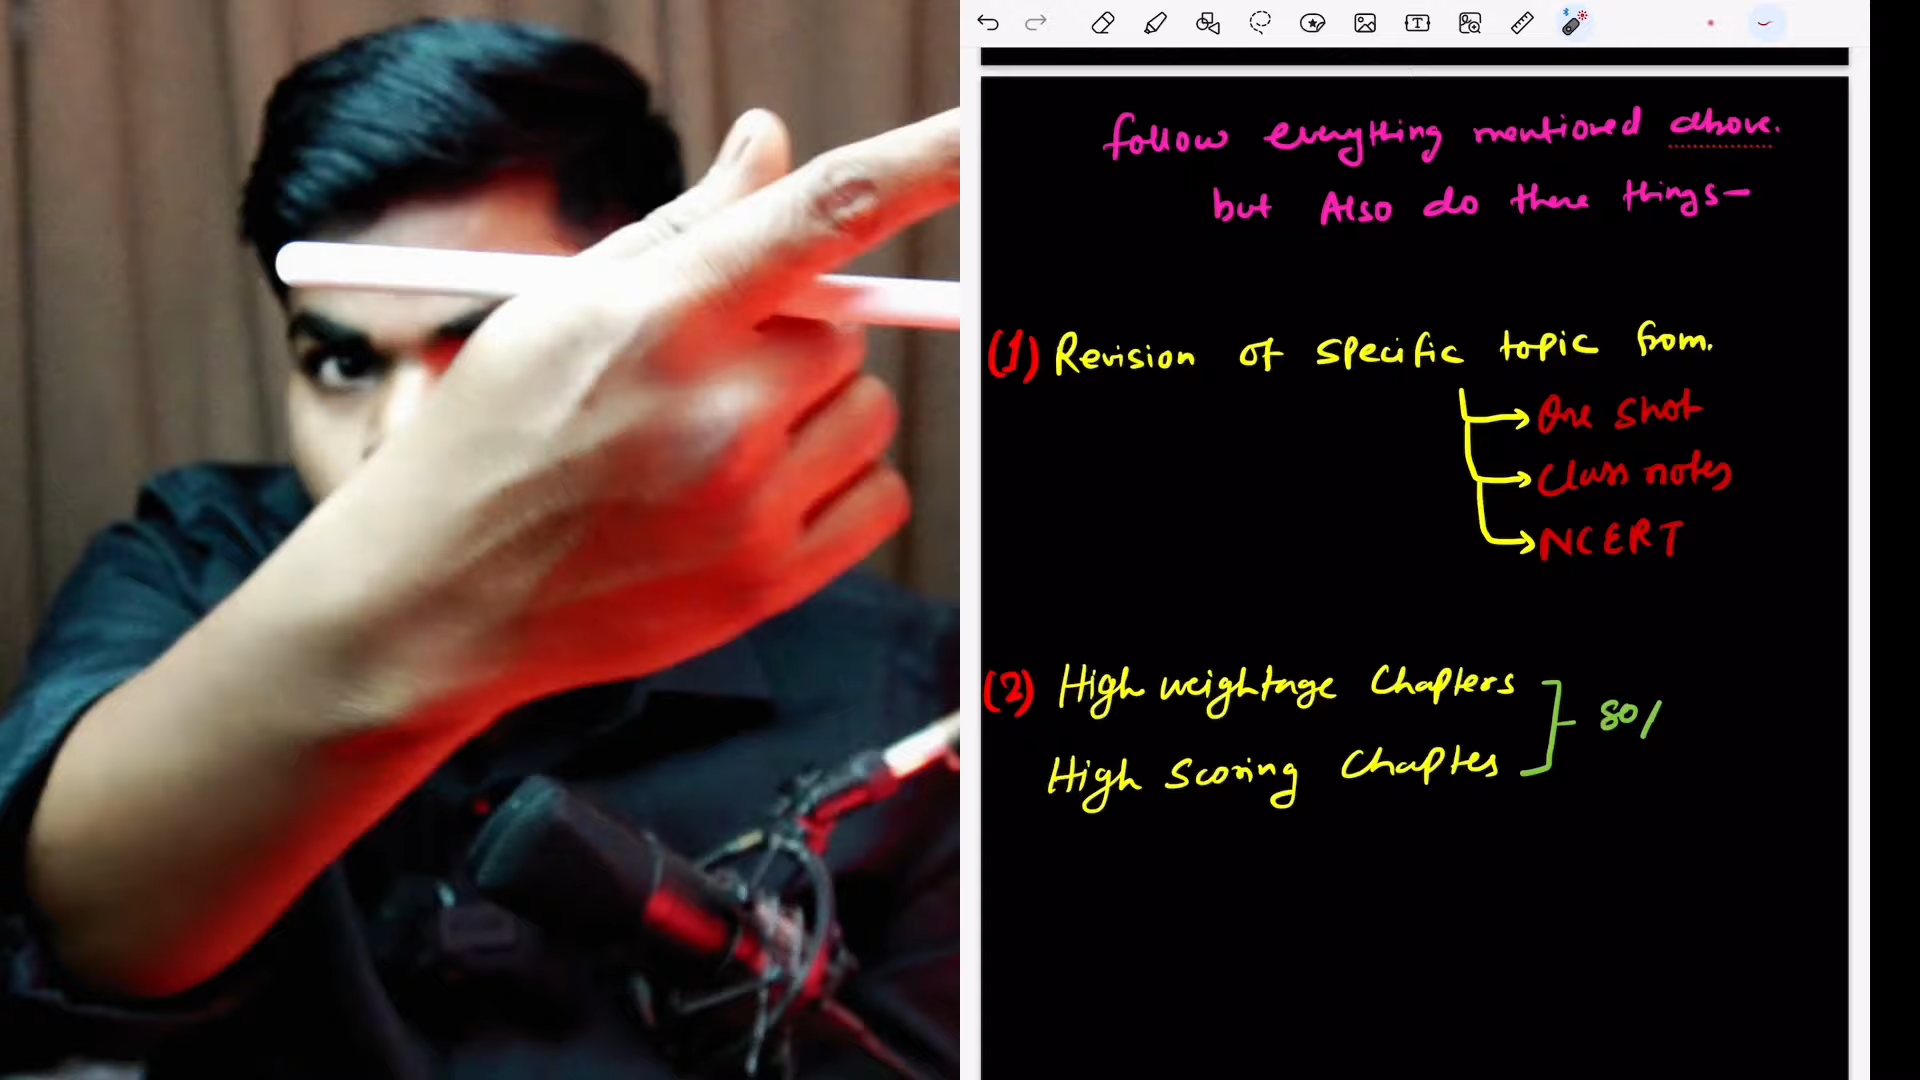 follow everything mentioned above.
but Also do these things-
(1) Revision of specific topic from.
One shot
Class notes
NCERT
(2) High weightage Chapters
High Scoring Chaptes
80%